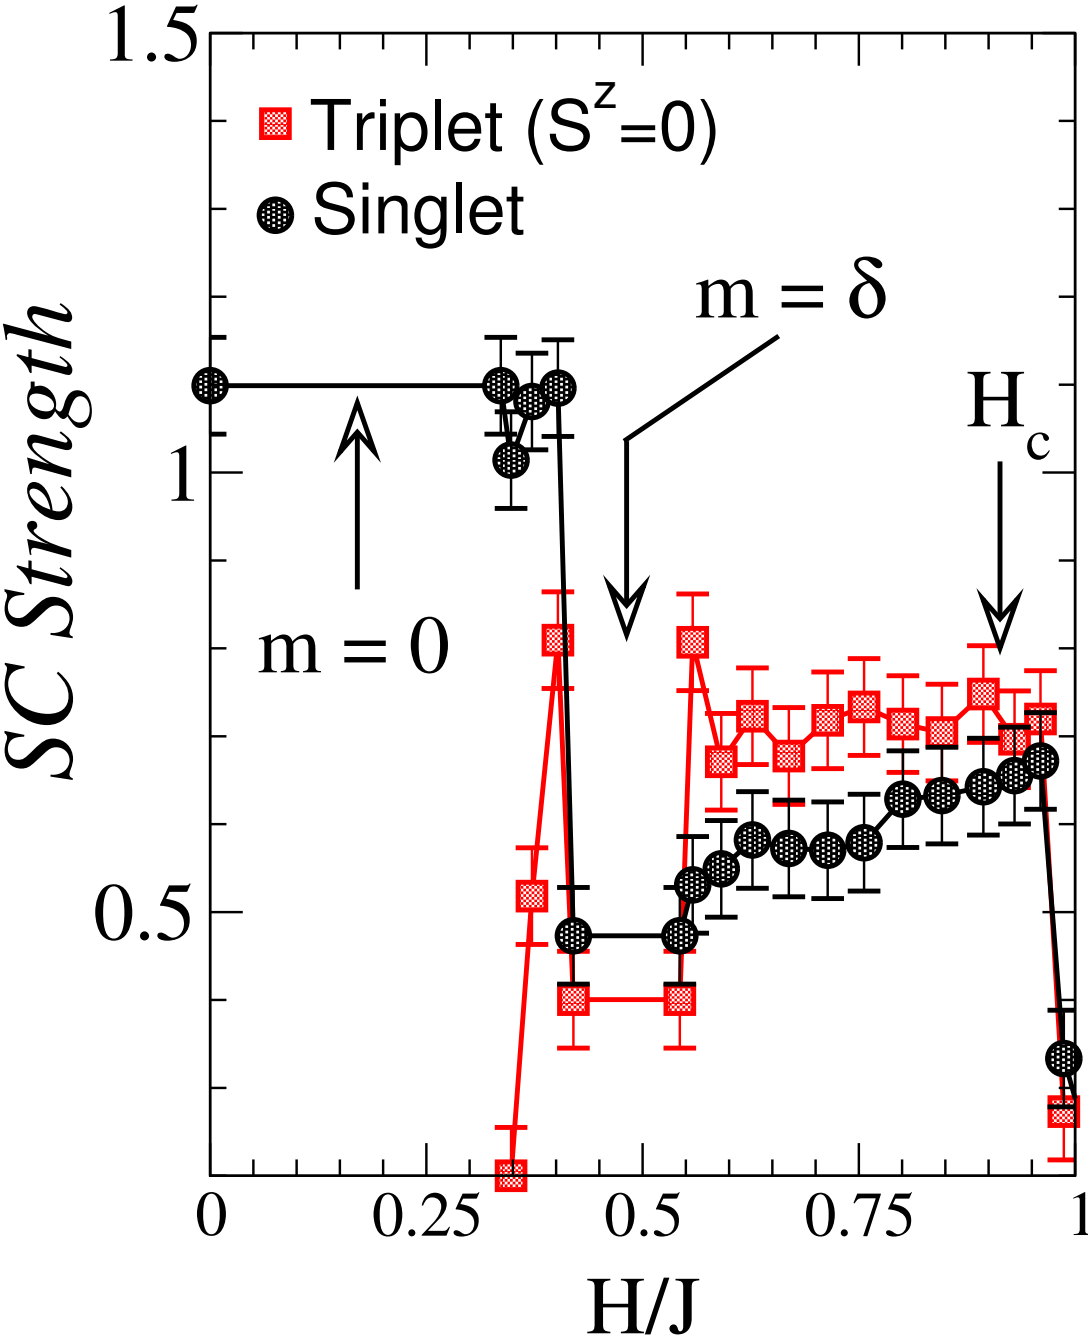 1.5
Triplet (S^z=0)
Singlet
m = δ
H_c
SC Strength
1
m = 0
0.5
0 0.25 0.5 0.75 1
H/J